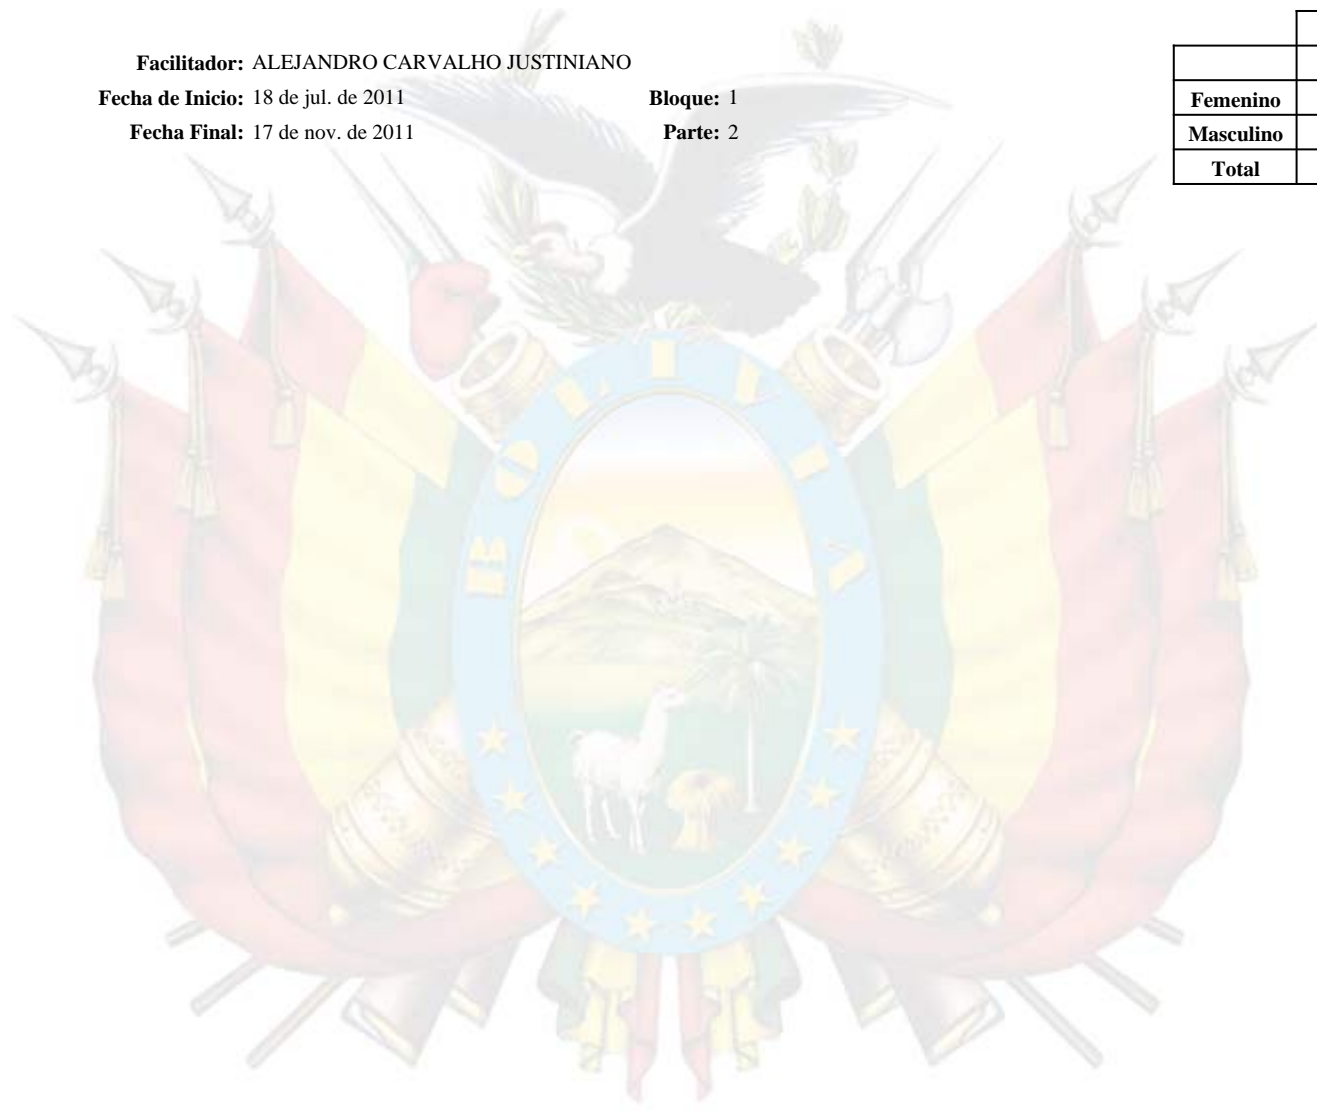 Facilitador: ALEJANDRO CARVALHO JUSTINIANO
Fecha de Inicio: 18 de jul. de 2011 Bloque: 1
Fecha Final: 17 de nov. de 2011 Parte: 2
Femenino
Masculino
Total
BOLIVIA